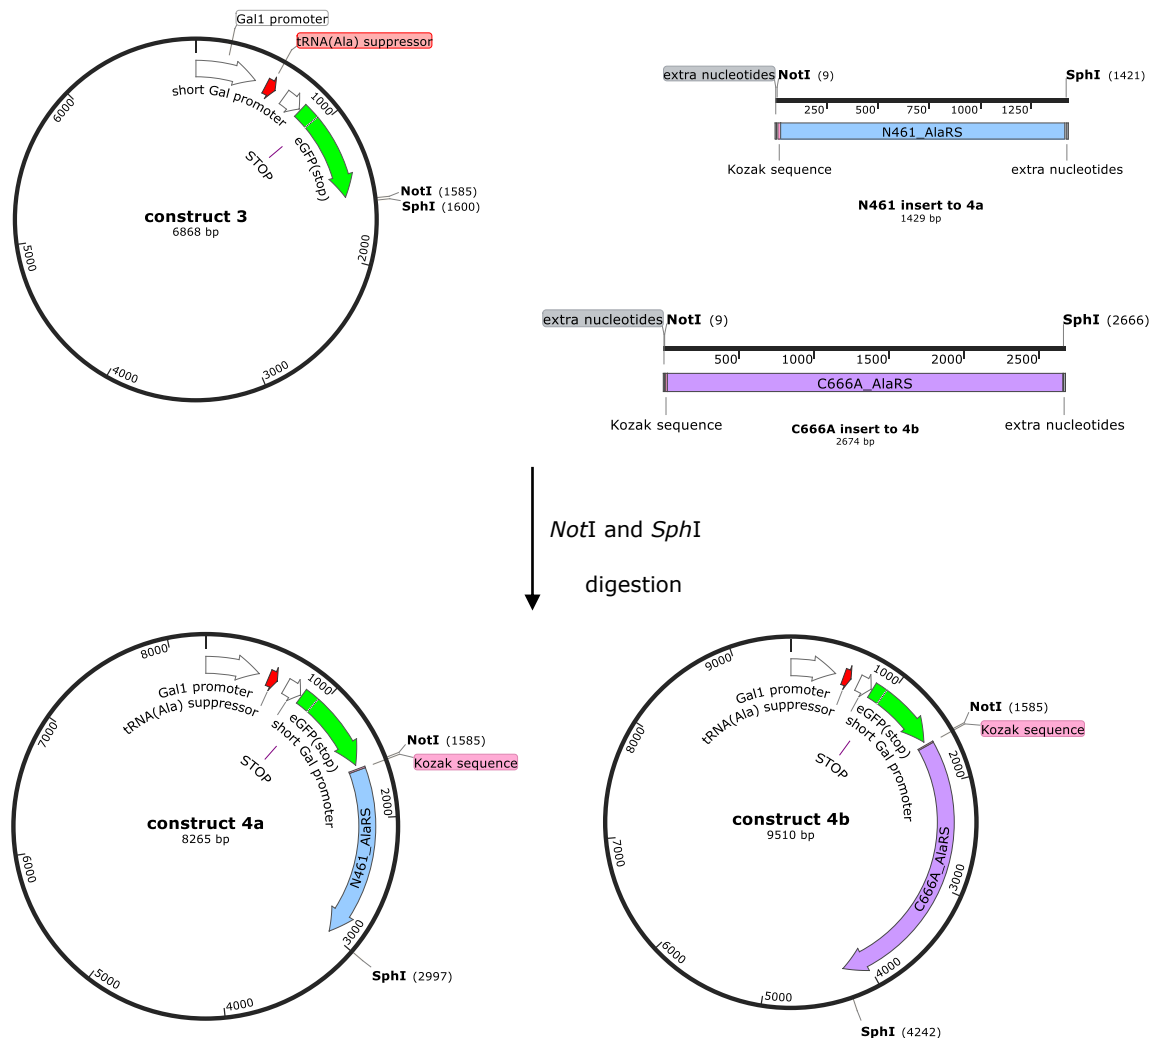 Gal1 promoter
tRNA(Ala) suppressor
short Gal promoter
eGFP(stop)
STOP
1000
2000
3000
4000
5000
6000
NotI (1585)
SphI (1600)
construct 3
6868 bp
extra nucleotides
NotI (9)
SphI (1421)
250
500
750
1000
1250
N461_AlaRS
Kozak sequence
extra nucleotides
N461 insert to 4a
1429 bp
extra nucleotides
NotI (9)
SphI (2666)
500
1000
1500
2000
2500
C666A_AlaRS
Kozak sequence
extra nucleotides
C666A insert to 4b
2674 bp
NotI and SphI
digestion
Gal1 promoter
tRNA(Ala) suppressor
short Gal promoter
eGFP(stop)
STOP
1000
2000
3000
4000
5000
6000
7000
8000
NotI (1585)
Kozak sequence
N461_AlaRS
SphI (2997)
construct 4a
8265 bp
Gal1 promoter
tRNA(Ala) suppressor
short Gal promoter
eGFP(stop)
STOP
1000
2000
3000
4000
5000
6000
7000
8000
9000
NotI (1585)
Kozak sequence
C666A_AlaRS
SphI (4242)
construct 4b
9510 bp